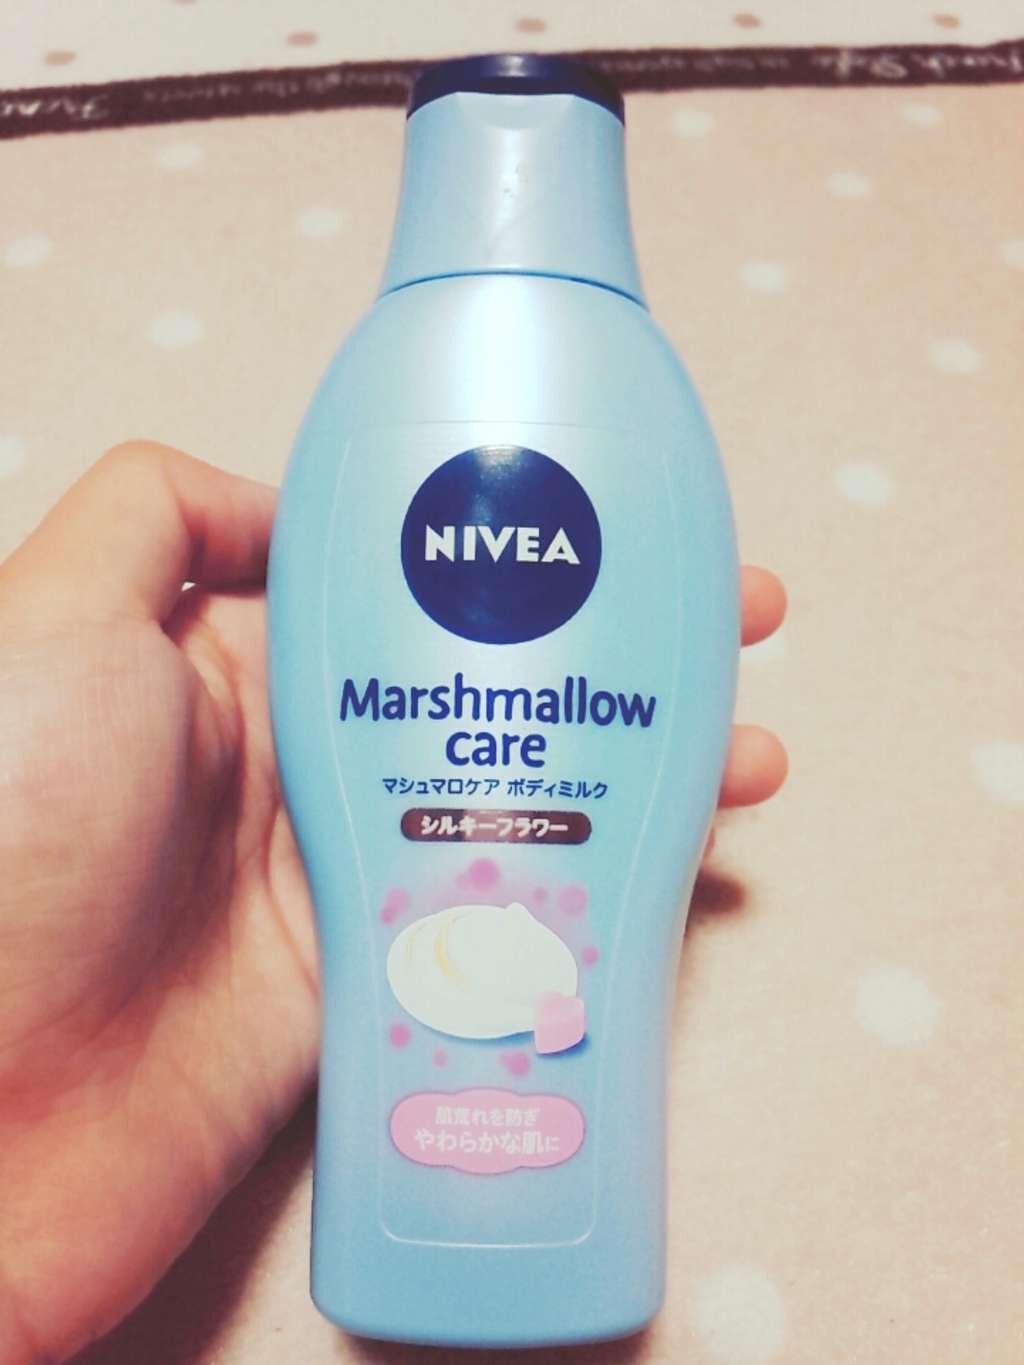 NIVEA
Marshmallow
care
マシュマロケア ボディミルク
シルキーフラワー
肌荒れを防ぎ
やわらかな肌に